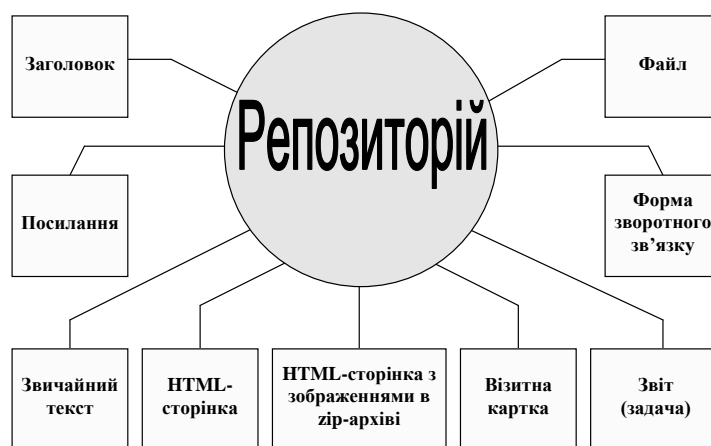 Заголовок
Файл
Репозиторій
Посилання
Форма
зворотного
зв’язку
Звичайний
текст
HTML-
сторінка
HTML-сторінка з
зображеннями в
zip-архіві
Візитна
картка
Звіт
(задача)